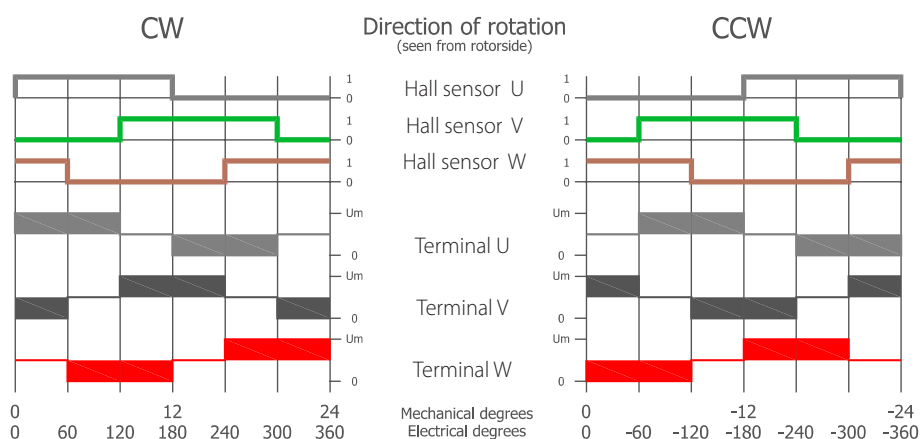 CW Direction of rotation CCW
(seen from rotorside)
1 Hall sensor U 1
0 0
1 Hall sensor V 1
0 0
1 Hall sensor W 1
0 0
Um Um
Terminal U
0 0
Um Um
Terminal V
0 0
Um Um
Terminal W
0 0
0 12 24 Mechanical degrees 0 -12 -24
0 60 120 180 240 300 360 Electrical degrees 0 -60 -120 -180 -240 -300 -360